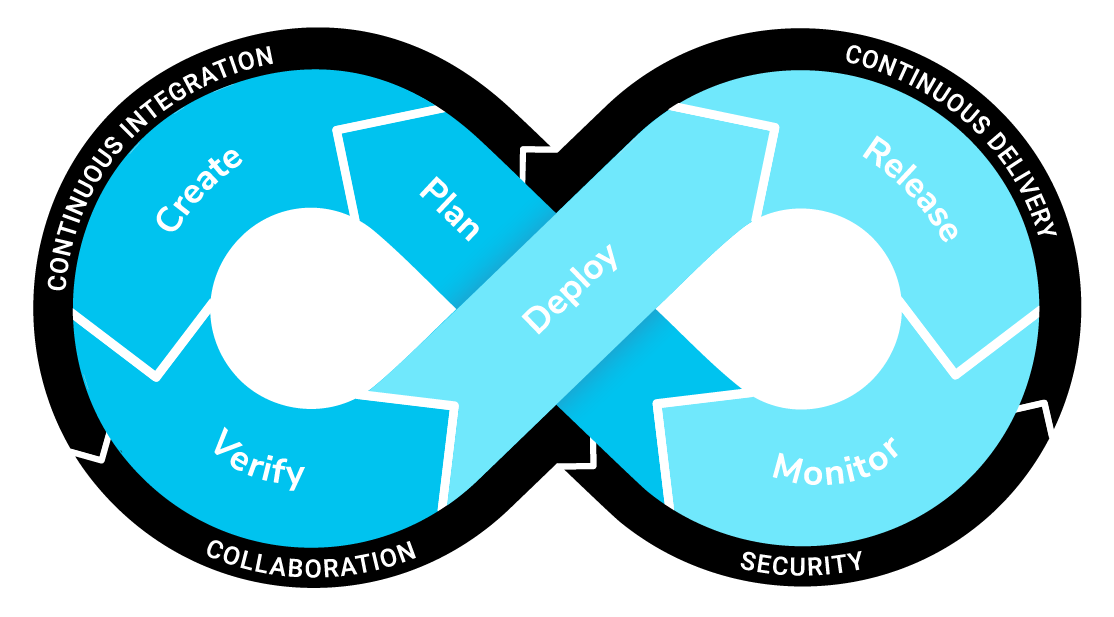 CONTINUOUS INTEGRATION
CONTINUOUS DELIVERY
Create
Plan
Release
Deploy
Verify
Monitor
COLLABORATION
SECURITY